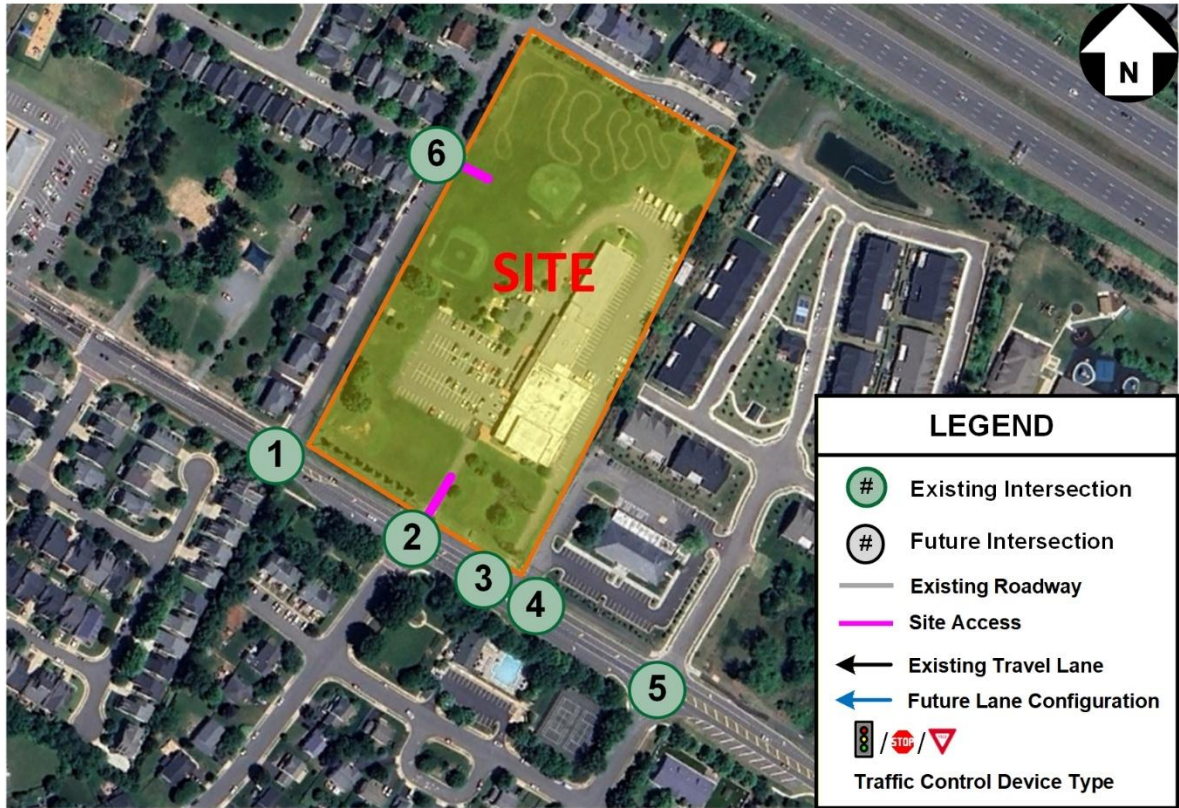 N
6
SITE
1
2
3
4
5
LEGEND
# Existing Intersection
# Future Intersection
Existing Roadway
Site Access
Existing Travel Lane
Future Lane Configuration
/ STOP /
Traffic Control Device Type